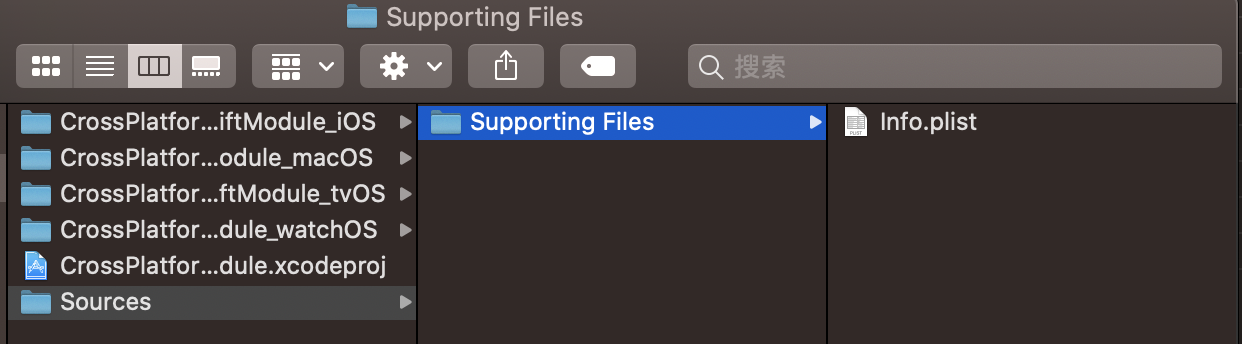 Supporting Files
搜索
CrossPlatfor...iftModule_iOS
CrossPlatfor...odule_macOS
CrossPlatfor...ftModule_tvOS
CrossPlatfor...dule_watchOS
CrossPlatfor...dule.xcodeproj
Sources
Supporting Files
Info.plist